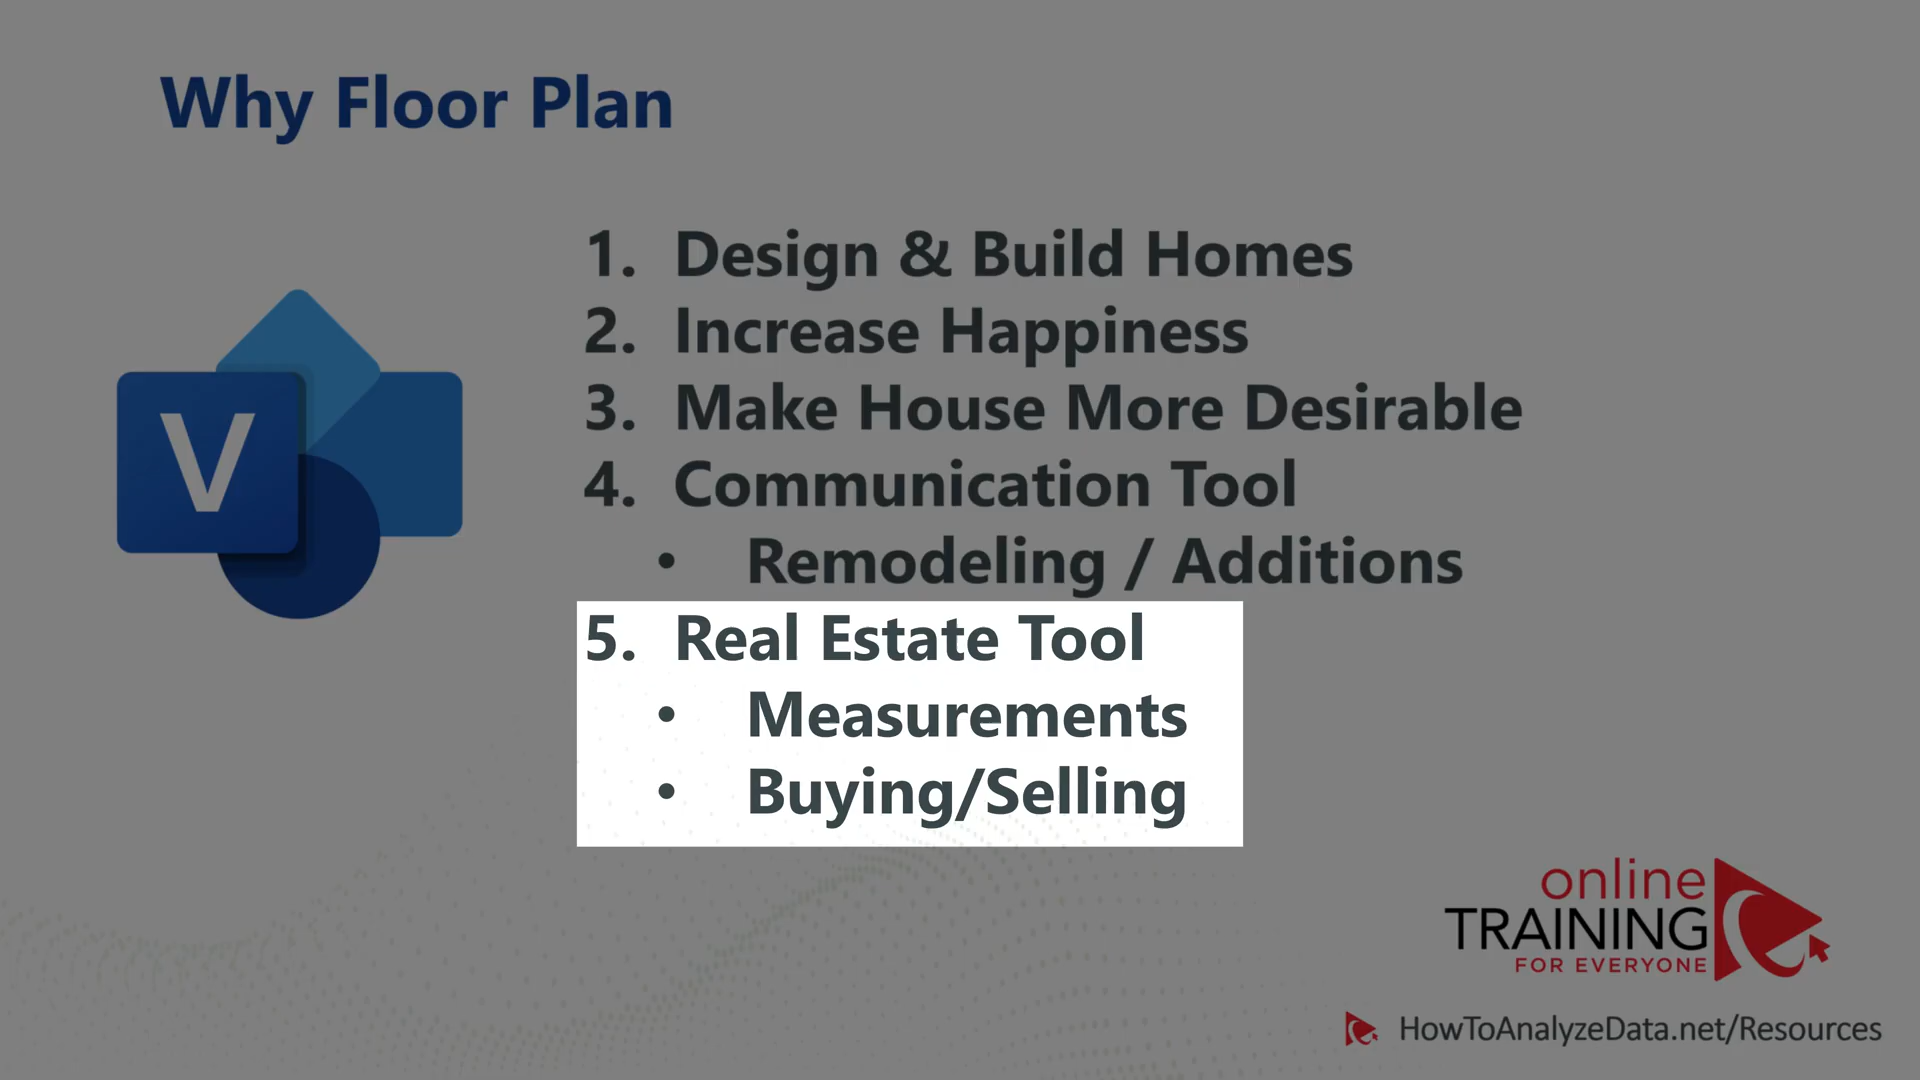 Why Floor Plan
1. Design & Build Homes
2. Increase Happiness
3. Make House More Desirable
4. Communication Tool
• Remodeling / Additions
5. Real Estate Tool
• Measurements
• Buying/Selling
V
online
TRAINING
FOR EVERYONE
HowToAnalyzeData.net/Resources